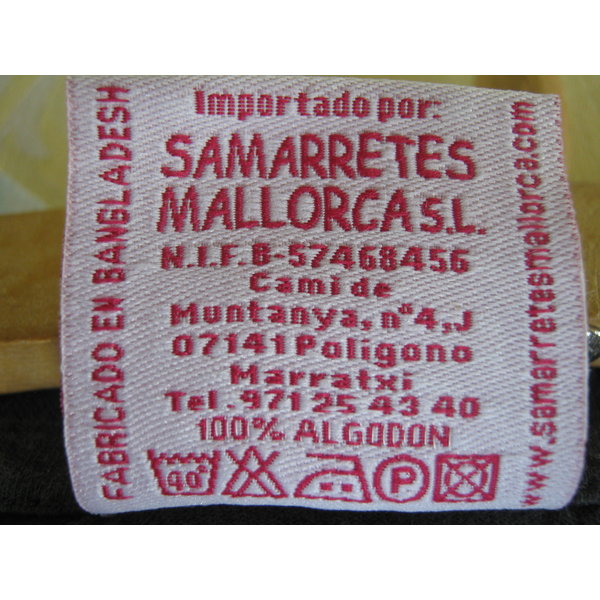 Importado por:
SAMARRETES
MALLORCA S.L.
N.I.F. B-57468456
Camí de
Muntanya, nº4, J
07141 Polígono
Marratxi
Tel. 971 25 43 40
100% ALGODON
40°
P
FABRICADO EN BANGLADESH
www.samarretesmallorca.com